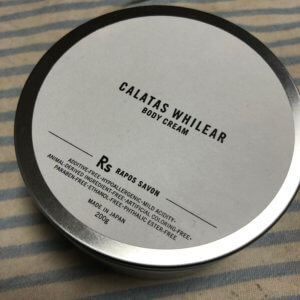 CALATAS WHILEAR
BODY CREAM
Rs RAPOS SAVON
ADDITIVE-FREE·HYPOALLERGENIC·MILD ACIDITY·
ANIMAL-DERIVED INGREDIENT-FREE·ARTIFICIAL COLORING-FREE·
PARABEN-FREE·ETHANOL-FREE·PHTHALIC ESTER-FREE
MADE IN JAPAN
200g